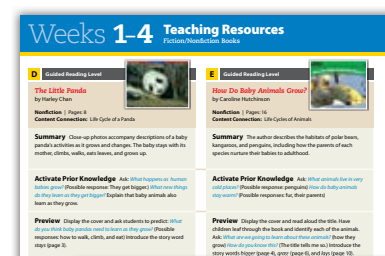 Weeks 1–4 Teaching Resources
Fiction/Nonfiction Books
D Guided Reading Level
The Little Panda
by Harley Chan
Nonfiction | Pages: 8
Content Connection: Life Cycle of a Panda
Summary Close-up photos accompany descriptions of a baby
panda's activities as it grows and changes. The baby stays with its
mother, climbs, walks, eats leaves, and grows up.
Activate Prior Knowledge Ask: What happens as human
babies grow? (Possible response: They get bigger.) What new things
do they learn as they get bigger? Explain that baby animals also
learn as they grow.
Preview Display the cover and ask students to predict: What
do you think baby pandas need to learn as they grow? (Possible
responses: how to walk, climb, and eat) Introduce the story word
stays (page 3).
E Guided Reading Level
How Do Baby Animals Grow?
by Caroline Hutchinson
Nonfiction | Pages: 16
Content Connection: Life Cycles of Animals
Summary The author describes the habitats of polar bears,
kangaroos, and penguins, including how the parents of each
species nurture their babies to adulthood.
Activate Prior Knowledge Ask: What animals live in very
cold places? (Possible response: penguins) How do baby animals
stay warm? (Possible responses: fur, their parents)
Preview Display the cover and read aloud the title. Have
children leaf through the book and identify each of the animals.
Ask: What are we going to learn about these animals? (how they
grow) How do you know this? (The title tells me so.) Introduce the
story words bigger (page 4), grow (page 6), and joys (page 10).